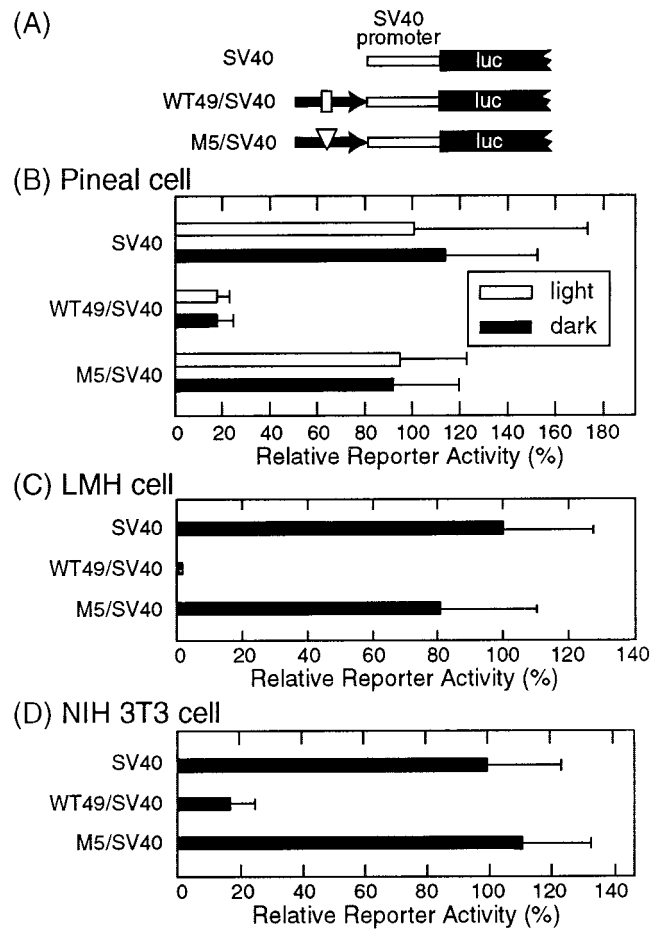 (A)
SV40
promoter
SV40 luc
WT49/SV40 luc
M5/SV40 luc
(B) Pineal cell
SV40
WT49/SV40
M5/SV40
light
dark
0 20 40 60 80 100 120 140 160 180
Relative Reporter Activity (%)
(C) LMH cell
SV40
WT49/SV40
M5/SV40
0 20 40 60 80 100 120 140
Relative Reporter Activity (%)
(D) NIH 3T3 cell
SV40
WT49/SV40
M5/SV40
0 20 40 60 80 100 120 140
Relative Reporter Activity (%)